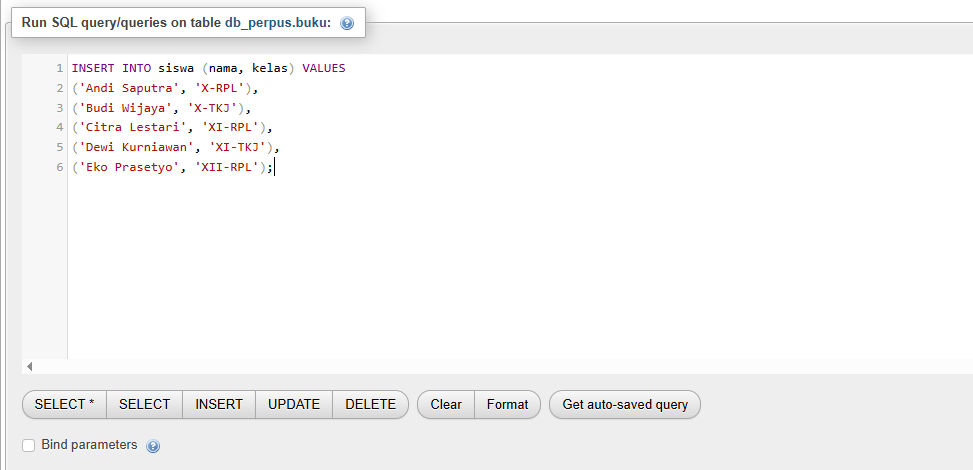 Run SQL query/queries on table db_perpus.buku:
1 INSERT INTO siswa (nama, kelas) VALUES
2 ('Andi Saputra', 'X-RPL'),
3 ('Budi Wijaya', 'X-TKJ'),
4 ('Citra Lestari', 'XI-RPL'),
5 ('Dewi Kurniawan', 'XI-TKJ'),
6 ('Eko Prasetyo', 'XII-RPL');
SELECT * SELECT INSERT UPDATE DELETE Clear Format Get auto-saved query
Bind parameters